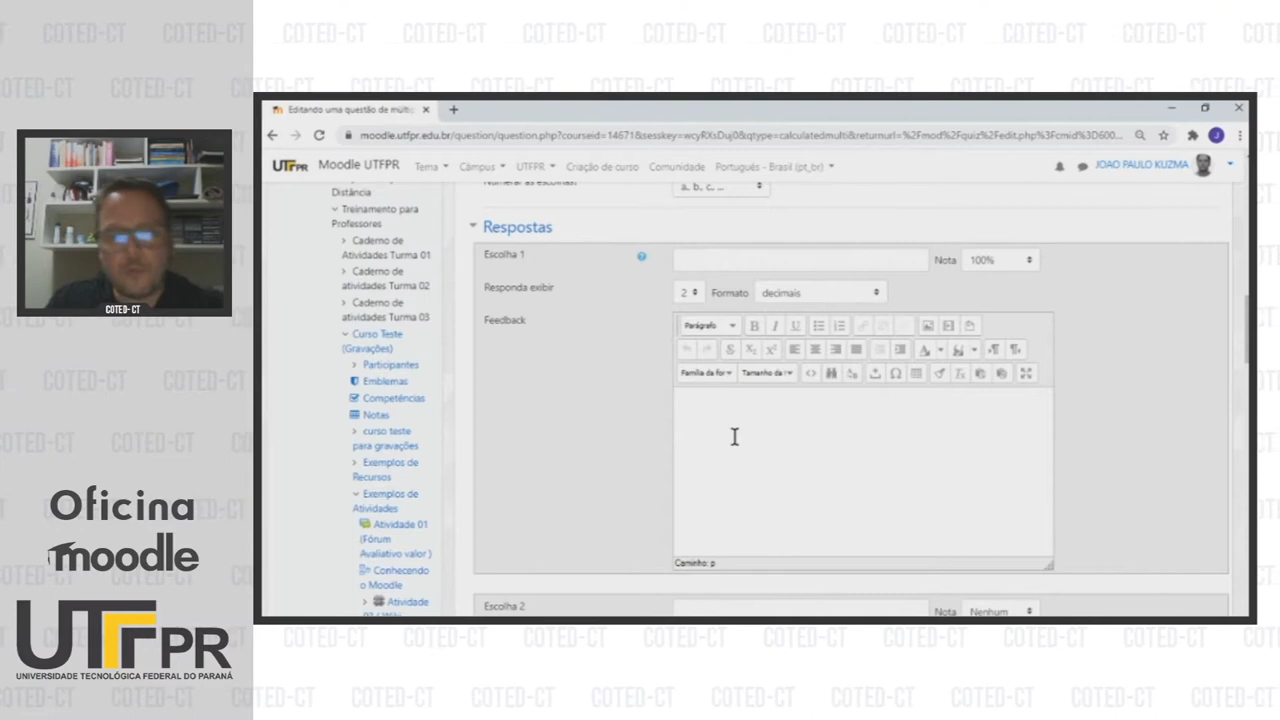 COTED-CT
Oficina
moodle
UTFPR
UNIVERSIDADE TECNOLÓGICA FEDERAL DO PARANÁ
Editando uma questão de múlti
moodle.utfpr.edu.br/question/question.php?courseid=14671&sesskey=wcyRXsDuj0&qtype=calculatedmulti&returnurl=%2Fmod%2Fquiz%2Fedit.php%3Fcmid%3D600...
J
UTFPR Moodle UTFPR Tema Câmpus UTFPR Criação de curso Comunidade Português - Brasil (pt_br) JOAO PAULO KUZMA
Distância
Treinamento para
Professores
Caderno de
Atividades Turma 01
Caderno de
atividades Turma 02
Caderno de
atividades Turma 03
Curso Teste
(Gravações)
Participantes
Emblemas
Competências
Notas
curso teste
para gravações
Exemplos de
Recursos
Exemplos de
Atividades
Atividade 01
(Fórum
Avaliativo valor )
Conhecendo
o Moodle
Atividade
Numerar as escolhas? a, b, c, ...
Respostas
Escolha 1 Nota 100%
Responda exibir 2 Formato decimais
Feedback
Parágrafo
Família da for Tamanho da
Caminho: p
Escolha 2 Nota Nenhum